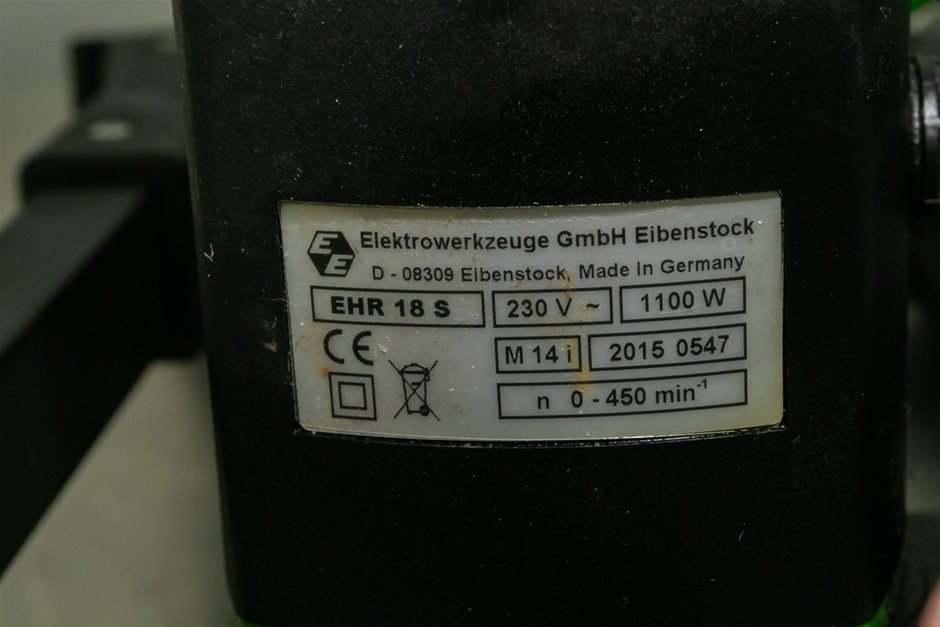 EE
Elektrowerkzeuge GmbH Eibenstock
D - 08309 Eibenstock, Made in Germany
EHR 18 S 230 V ~ 1100 W
CE M 14 i 2015 0547
n 0 - 450 min⁻¹